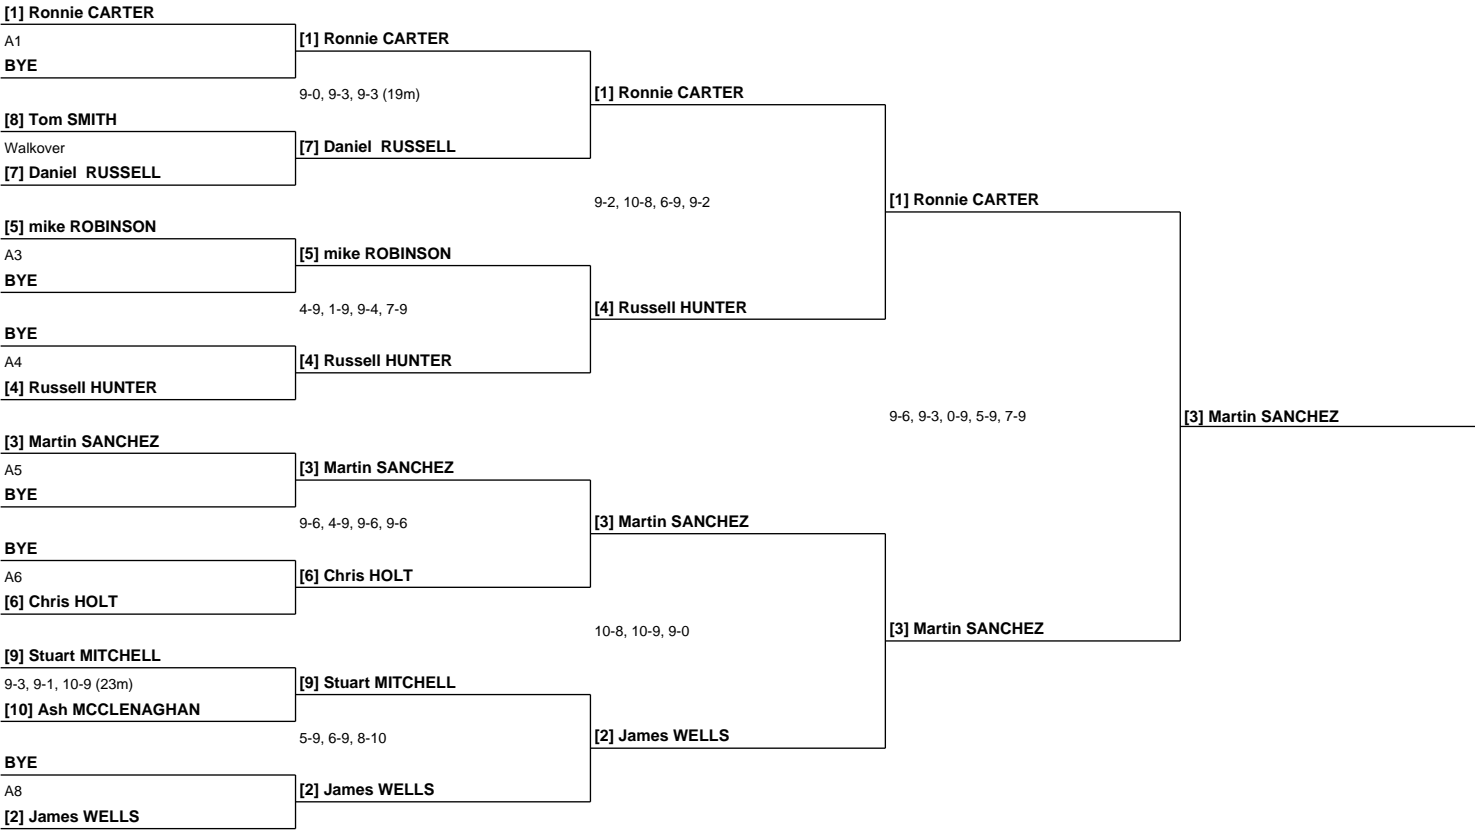 [1] Ronnie CARTER
A1
BYE
[8] Tom SMITH
Walkover
[7] Daniel  RUSSELL
[5] mike ROBINSON
A3
BYE
BYE
A4
[4] Russell HUNTER
[3] Martin SANCHEZ
A5
BYE
BYE
A6
[6] Chris HOLT
[9] Stuart MITCHELL
9-3, 9-1, 10-9 (23m)
[10] Ash MCCLENAGHAN
BYE
A8
[2] James WELLS
[1] Ronnie CARTER
9-0, 9-3, 9-3 (19m)
[7] Daniel  RUSSELL
[5] mike ROBINSON
4-9, 1-9, 9-4, 7-9
[4] Russell HUNTER
[3] Martin SANCHEZ
9-6, 4-9, 9-6, 9-6
[6] Chris HOLT
[9] Stuart MITCHELL
5-9, 6-9, 8-10
[2] James WELLS
[1] Ronnie CARTER
9-2, 10-8, 6-9, 9-2
[4] Russell HUNTER
[3] Martin SANCHEZ
10-8, 10-9, 9-0
[2] James WELLS
[1] Ronnie CARTER
9-6, 9-3, 0-9, 5-9, 7-9
[3] Martin SANCHEZ
[3] Martin SANCHEZ